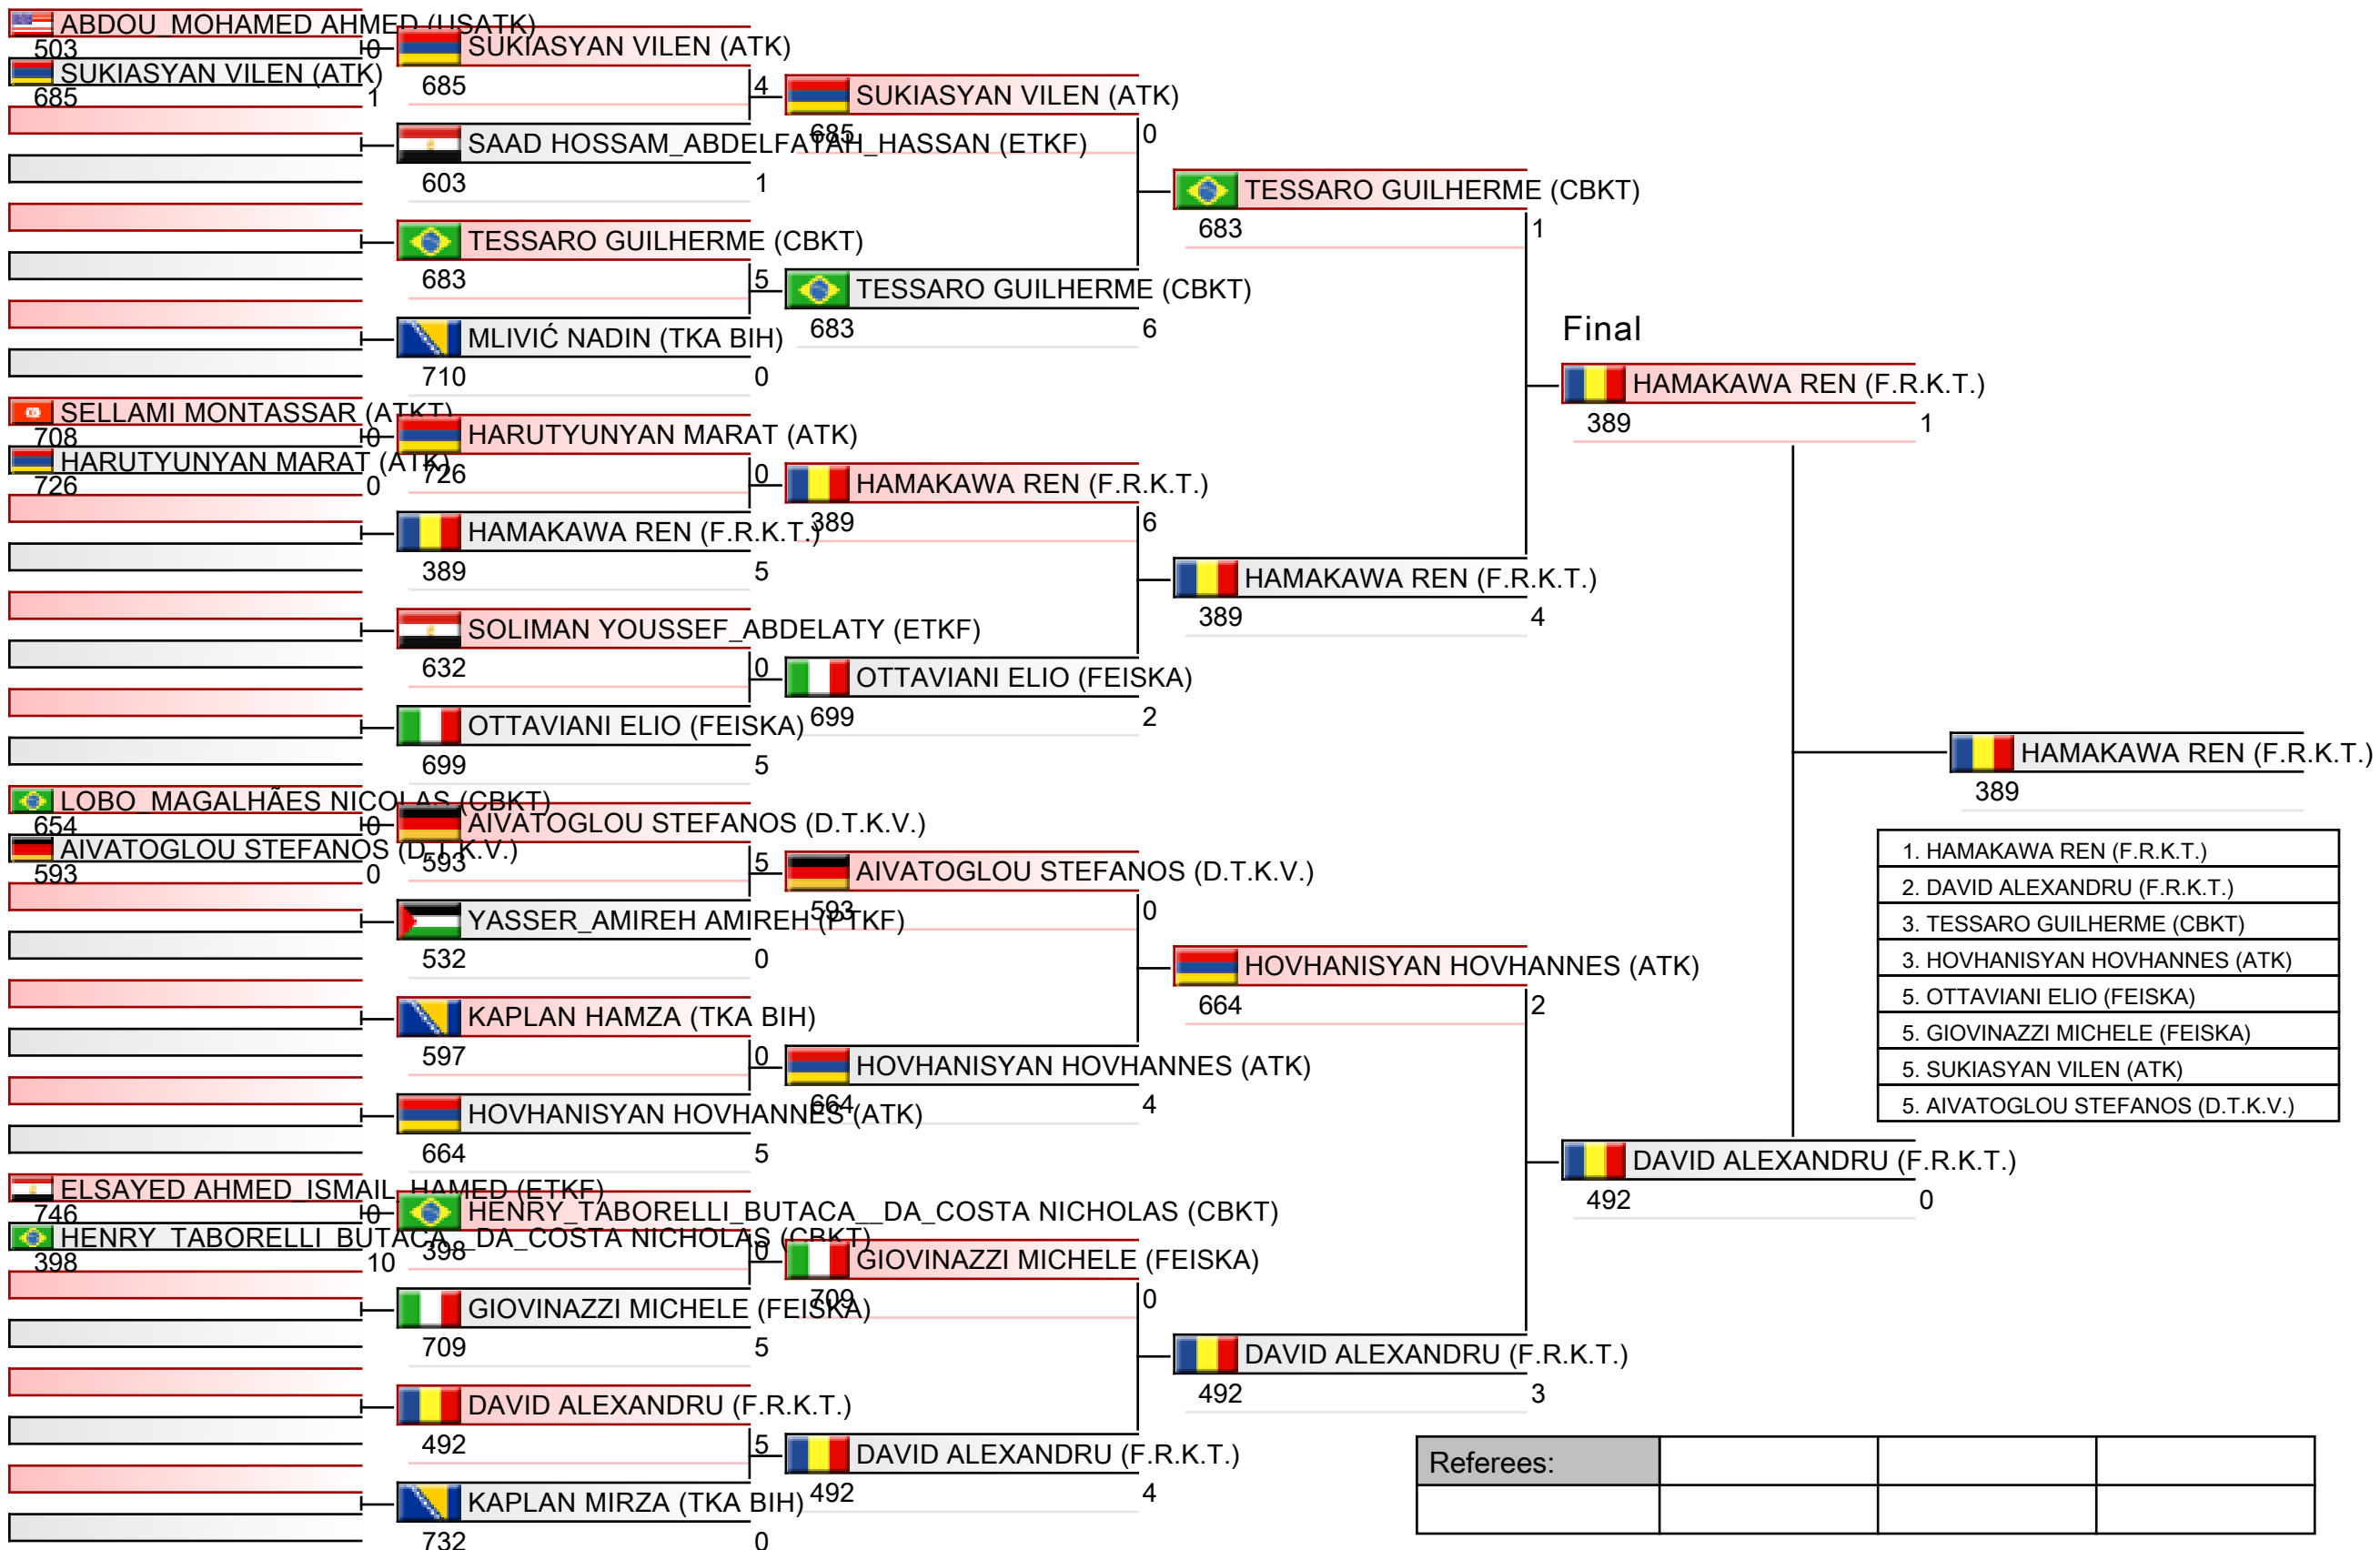 ABDOU_MOHAMED AHMED (USATK)
503
0
SUKIASYAN VILEN (ATK)
685
1
SELLAMI MONTASSAR (ATKT)
708
0
HARUTYUNYAN MARAT (ATK)
726
0
LOBO_MAGALHÃES NICOLAS (CBKT)
654
0
AIVATOGLOU STEFANOS (D.T.K.V.)
593
0
ELSAYED AHMED_ISMAIL_HAMED (ETKF)
746
0
HENRY_TABORELLI_BUTACA__DA_COSTA NICHOLAS (CBKT)
398
10
SUKIASYAN VILEN (ATK)
685
4
SAAD HOSSAM_ABDELFATAH_HASSAN (ETKF)
603
1
TESSARO GUILHERME (CBKT)
683
5
MLIVIĆ NADIN (TKA BIH)
710
0
HARUTYUNYAN MARAT (ATK)
726
0
HAMAKAWA REN (F.R.K.T.)
389
5
SOLIMAN YOUSSEF_ABDELATY (ETKF)
632
0
OTTAVIANI ELIO (FEISKA)
699
5
AIVATOGLOU STEFANOS (D.T.K.V.)
593
5
YASSER_AMIREH AMIREH (PTKF)
532
0
KAPLAN HAMZA (TKA BIH)
597
0
HOVHANISYAN HOVHANNES (ATK)
664
5
HENRY_TABORELLI_BUTACA__DA_COSTA NICHOLAS (CBKT)
398
0
GIOVINAZZI MICHELE (FEISKA)
709
5
DAVID ALEXANDRU (F.R.K.T.)
492
5
KAPLAN MIRZA (TKA BIH)
732
0
SUKIASYAN VILEN (ATK)
685
0
TESSARO GUILHERME (CBKT)
683
6
HAMAKAWA REN (F.R.K.T.)
389
6
OTTAVIANI ELIO (FEISKA)
699
2
AIVATOGLOU STEFANOS (D.T.K.V.)
593
0
HOVHANISYAN HOVHANNES (ATK)
664
4
GIOVINAZZI MICHELE (FEISKA)
709
0
DAVID ALEXANDRU (F.R.K.T.)
492
4
TESSARO GUILHERME (CBKT)
683
1
HAMAKAWA REN (F.R.K.T.)
389
4
HOVHANISYAN HOVHANNES (ATK)
664
2
DAVID ALEXANDRU (F.R.K.T.)
492
3
Final
HAMAKAWA REN (F.R.K.T.)
389
1
DAVID ALEXANDRU (F.R.K.T.)
492
0
HAMAKAWA REN (F.R.K.T.)
389
1. HAMAKAWA REN (F.R.K.T.)
2. DAVID ALEXANDRU (F.R.K.T.)
3. TESSARO GUILHERME (CBKT)
3. HOVHANISYAN HOVHANNES (ATK)
5. OTTAVIANI ELIO (FEISKA)
5. GIOVINAZZI MICHELE (FEISKA)
5. SUKIASYAN VILEN (ATK)
5. AIVATOGLOU STEFANOS (D.T.K.V.)
Referees: